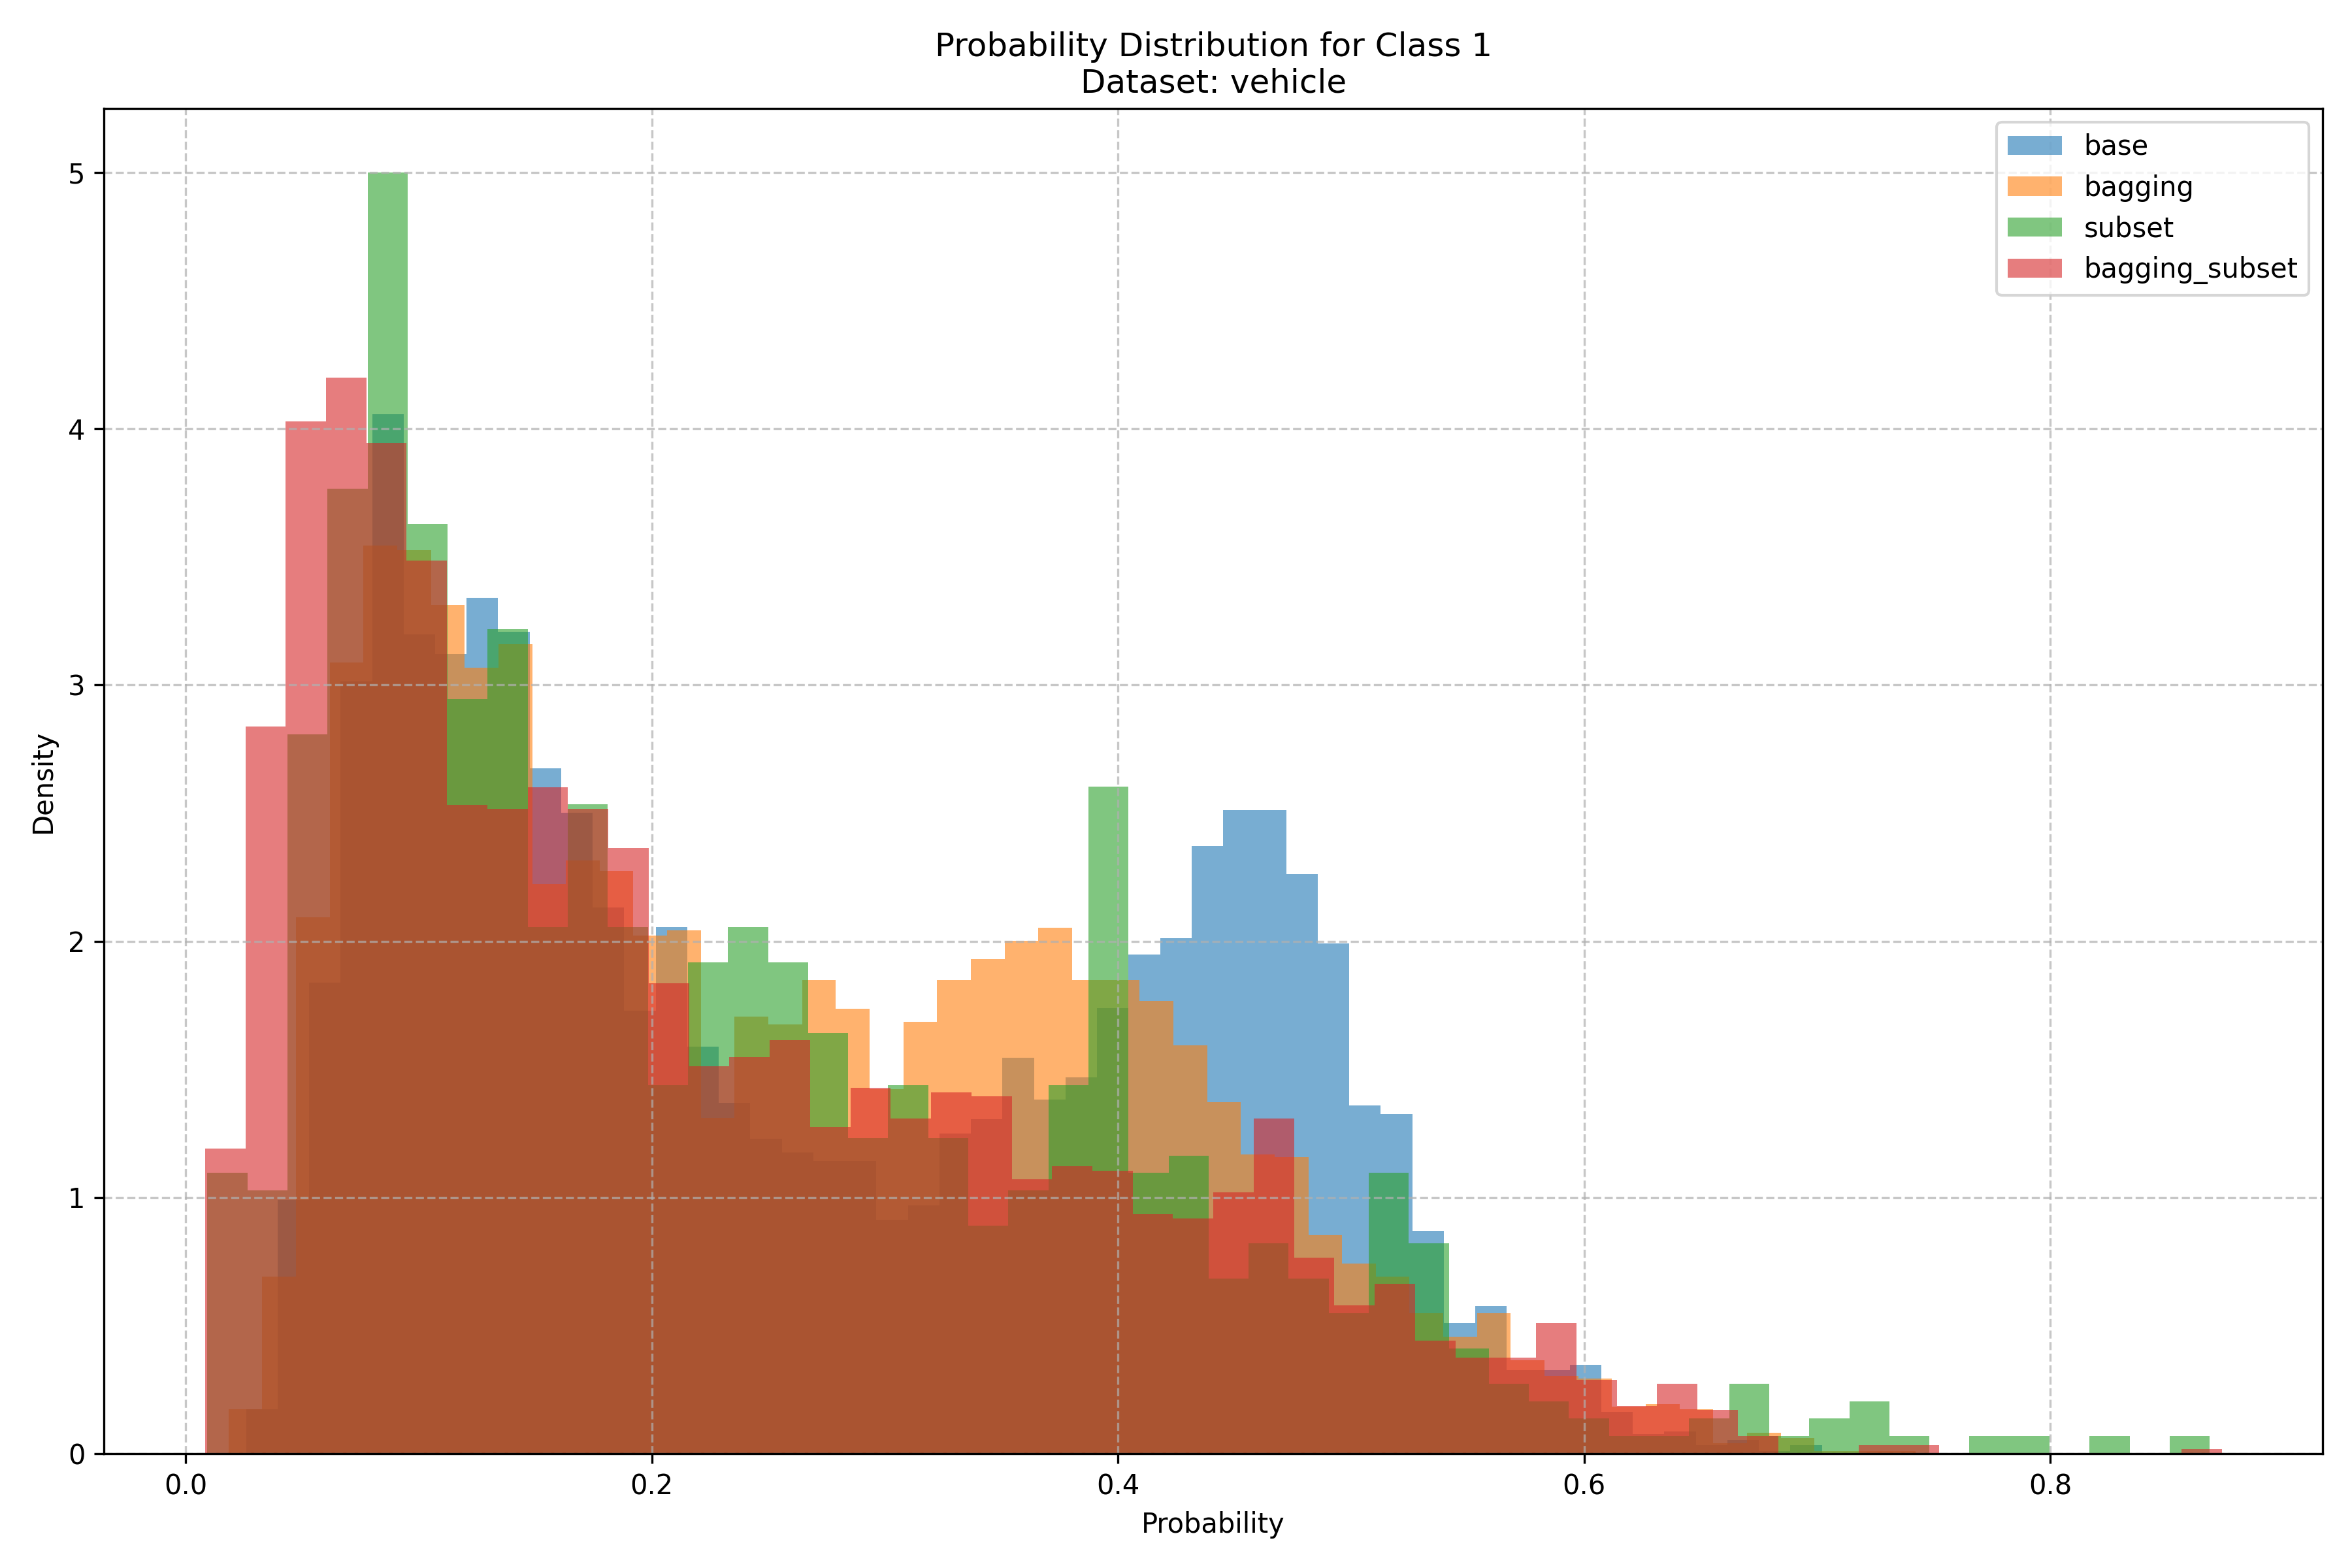 Probability Distribution for Class 1
Dataset: vehicle
base
bagging
subset
bagging_subset
5
4
3
2
1
0
Density
0.0 0.2 0.4 0.6 0.8
Probability